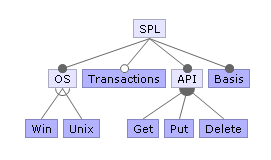 SPL
OS Transactions API Basis
Win Unix Get Put Delete